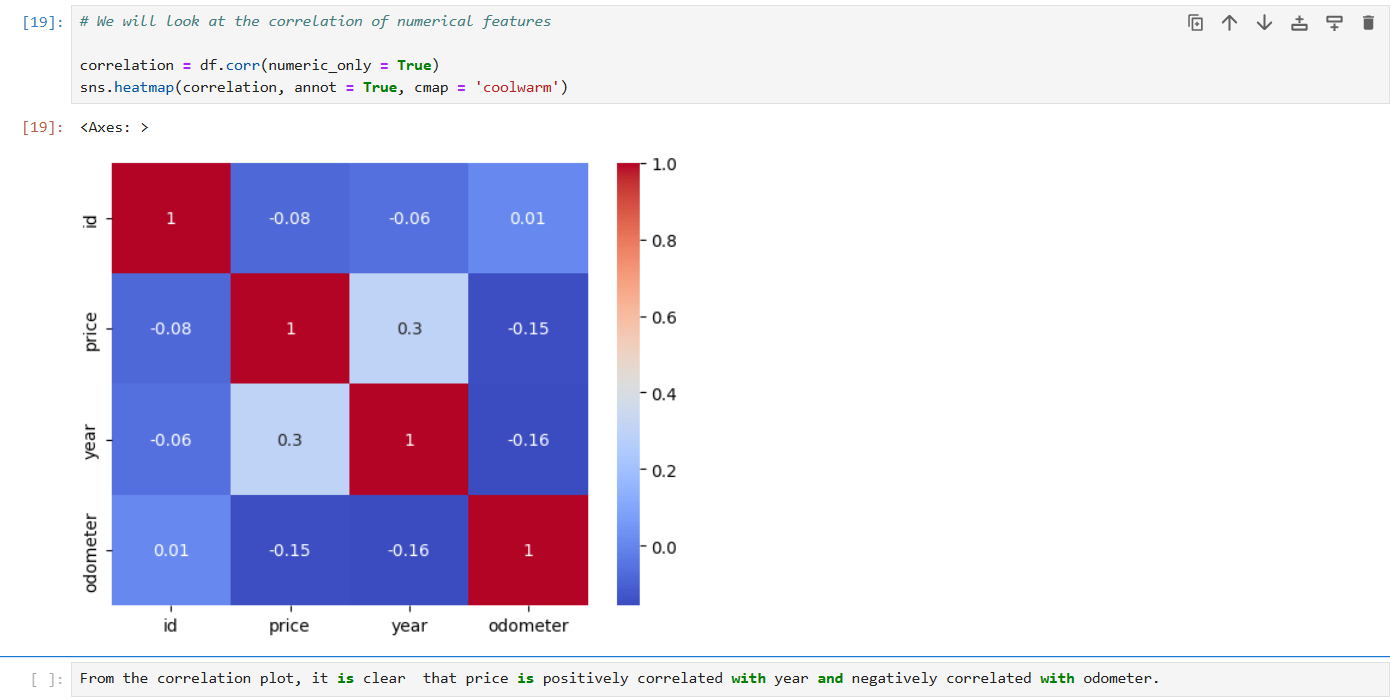 [19]: # We will look at the correlation of numerical features
correlation = df.corr(numeric_only = True)
sns.heatmap(correlation, annot = True, cmap = 'coolwarm')
[19]: <Axes: >
1.0
id 1 -0.08 -0.06 0.01
0.8
price -0.08 1 0.3 -0.15
0.6
0.4
year -0.06 0.3 1 -0.16
0.2
odometer 0.01 -0.15 -0.16 1
0.0
id price year odometer
[ ]: From the correlation plot, it is clear  that price is positively correlated with year and negatively correlated with odometer.